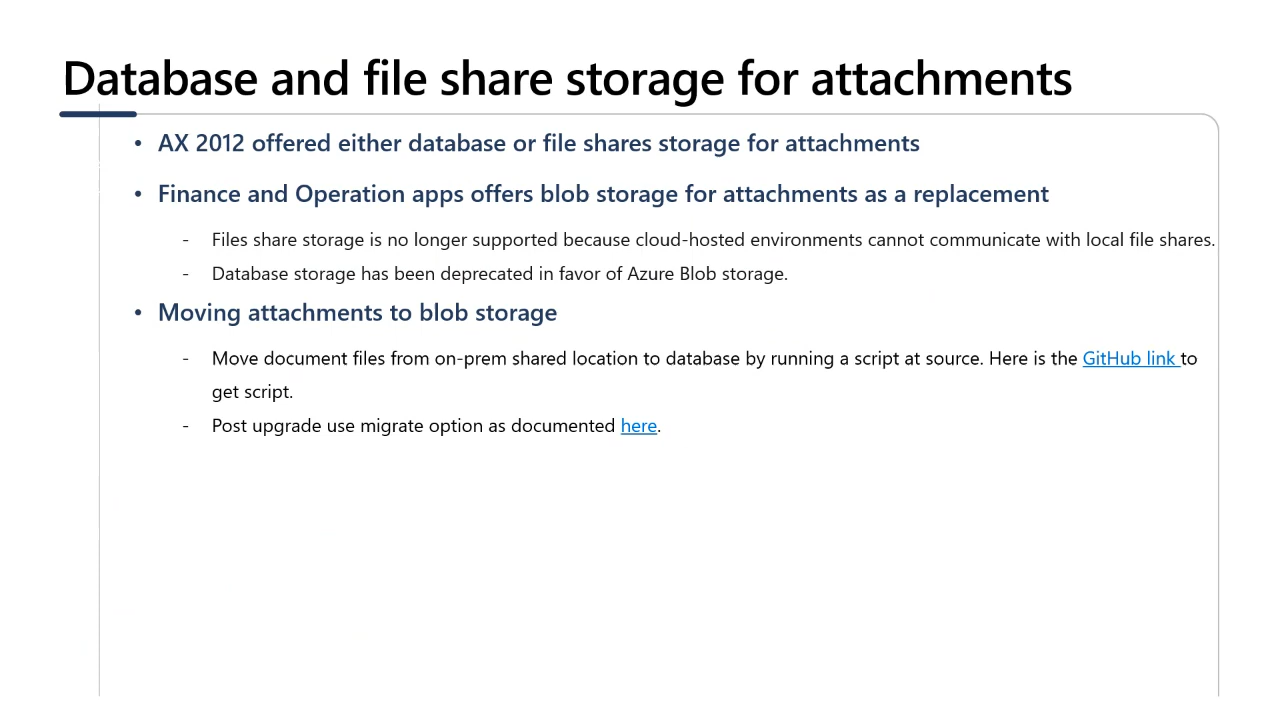 Database and file share storage for attachments
• AX 2012 offered either database or file shares storage for attachments
• Finance and Operation apps offers blob storage for attachments as a replacement
- Files share storage is no longer supported because cloud-hosted environments cannot communicate with local file shares.
- Database storage has been deprecated in favor of Azure Blob storage.
• Moving attachments to blob storage
- Move document files from on-prem shared location to database by running a script at source. Here is the GitHub link to
get script.
- Post upgrade use migrate option as documented here.